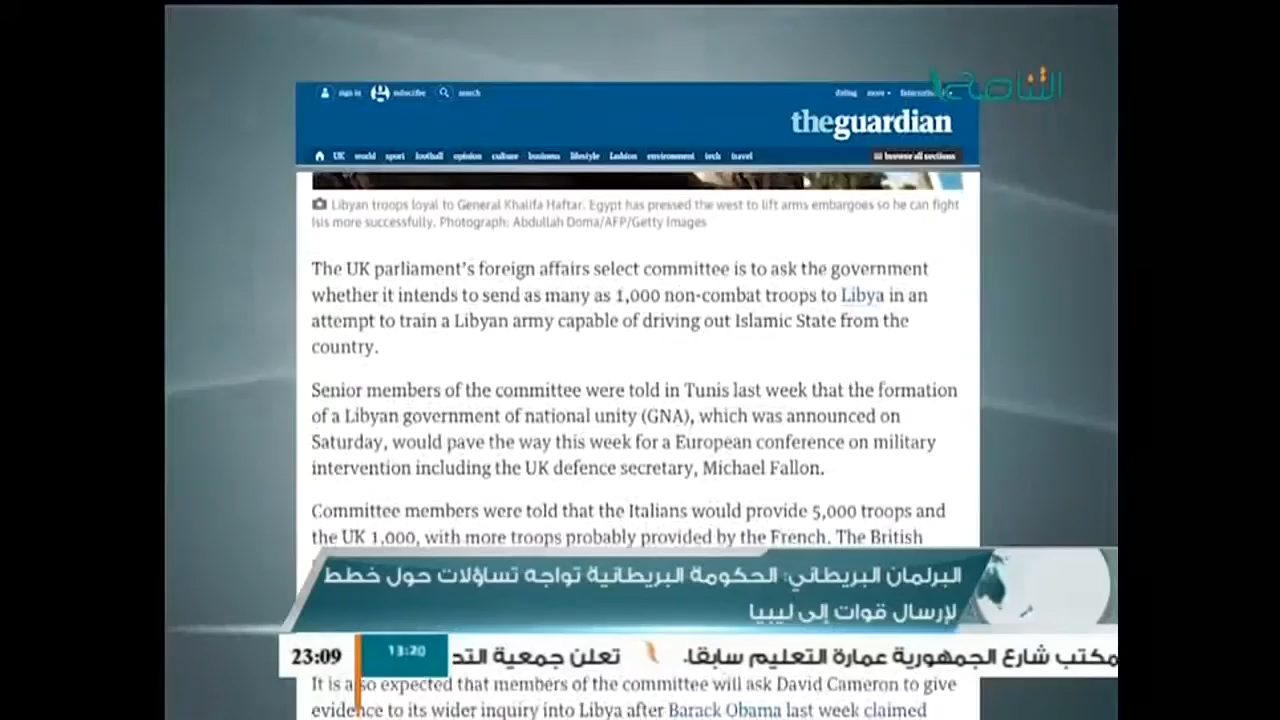 التناصح
sign in subscribe search
dating more International
theguardian
UK world sport football opinion culture business lifestyle fashion environment tech travel browse all sections
Libyan troops loyal to General Khalifa Haftar. Egypt has pressed the west to lift arms embargoes so he can fight
Isis more successfully. Photograph: Abdullah Doma/AFP/Getty Images
The UK parliament's foreign affairs select committee is to ask the government
whether it intends to send as many as 1,000 non-combat troops to Libya in an
attempt to train a Libyan army capable of driving out Islamic State from the
country.
Senior members of the committee were told in Tunis last week that the formation
of a Libyan government of national unity (GNA), which was announced on
Saturday, would pave the way this week for a European conference on military
intervention including the UK defence secretary, Michael Fallon.
Committee members were told that the Italians would provide 5,000 troops and
the UK 1,000, with more troops probably provided by the French. The British
البرلمان البريطاني: الحكومة البريطانية تواجه تساؤلات حول خطط
لإرسال قوات إلى ليبيا
مكتب شارع الجمهورية عمارة التعليم سابقا. تعلن جمعية التد
13:20
23:09
It is also expected that members of the committee will ask David Cameron to give
evidence to its wider inquiry into Libya after Barack Obama last week claimed